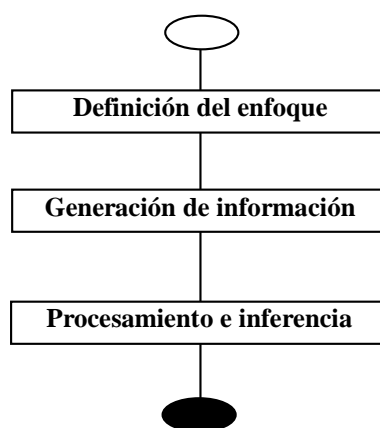 Definición del enfoque
Generación de información
Procesamiento e inferencia